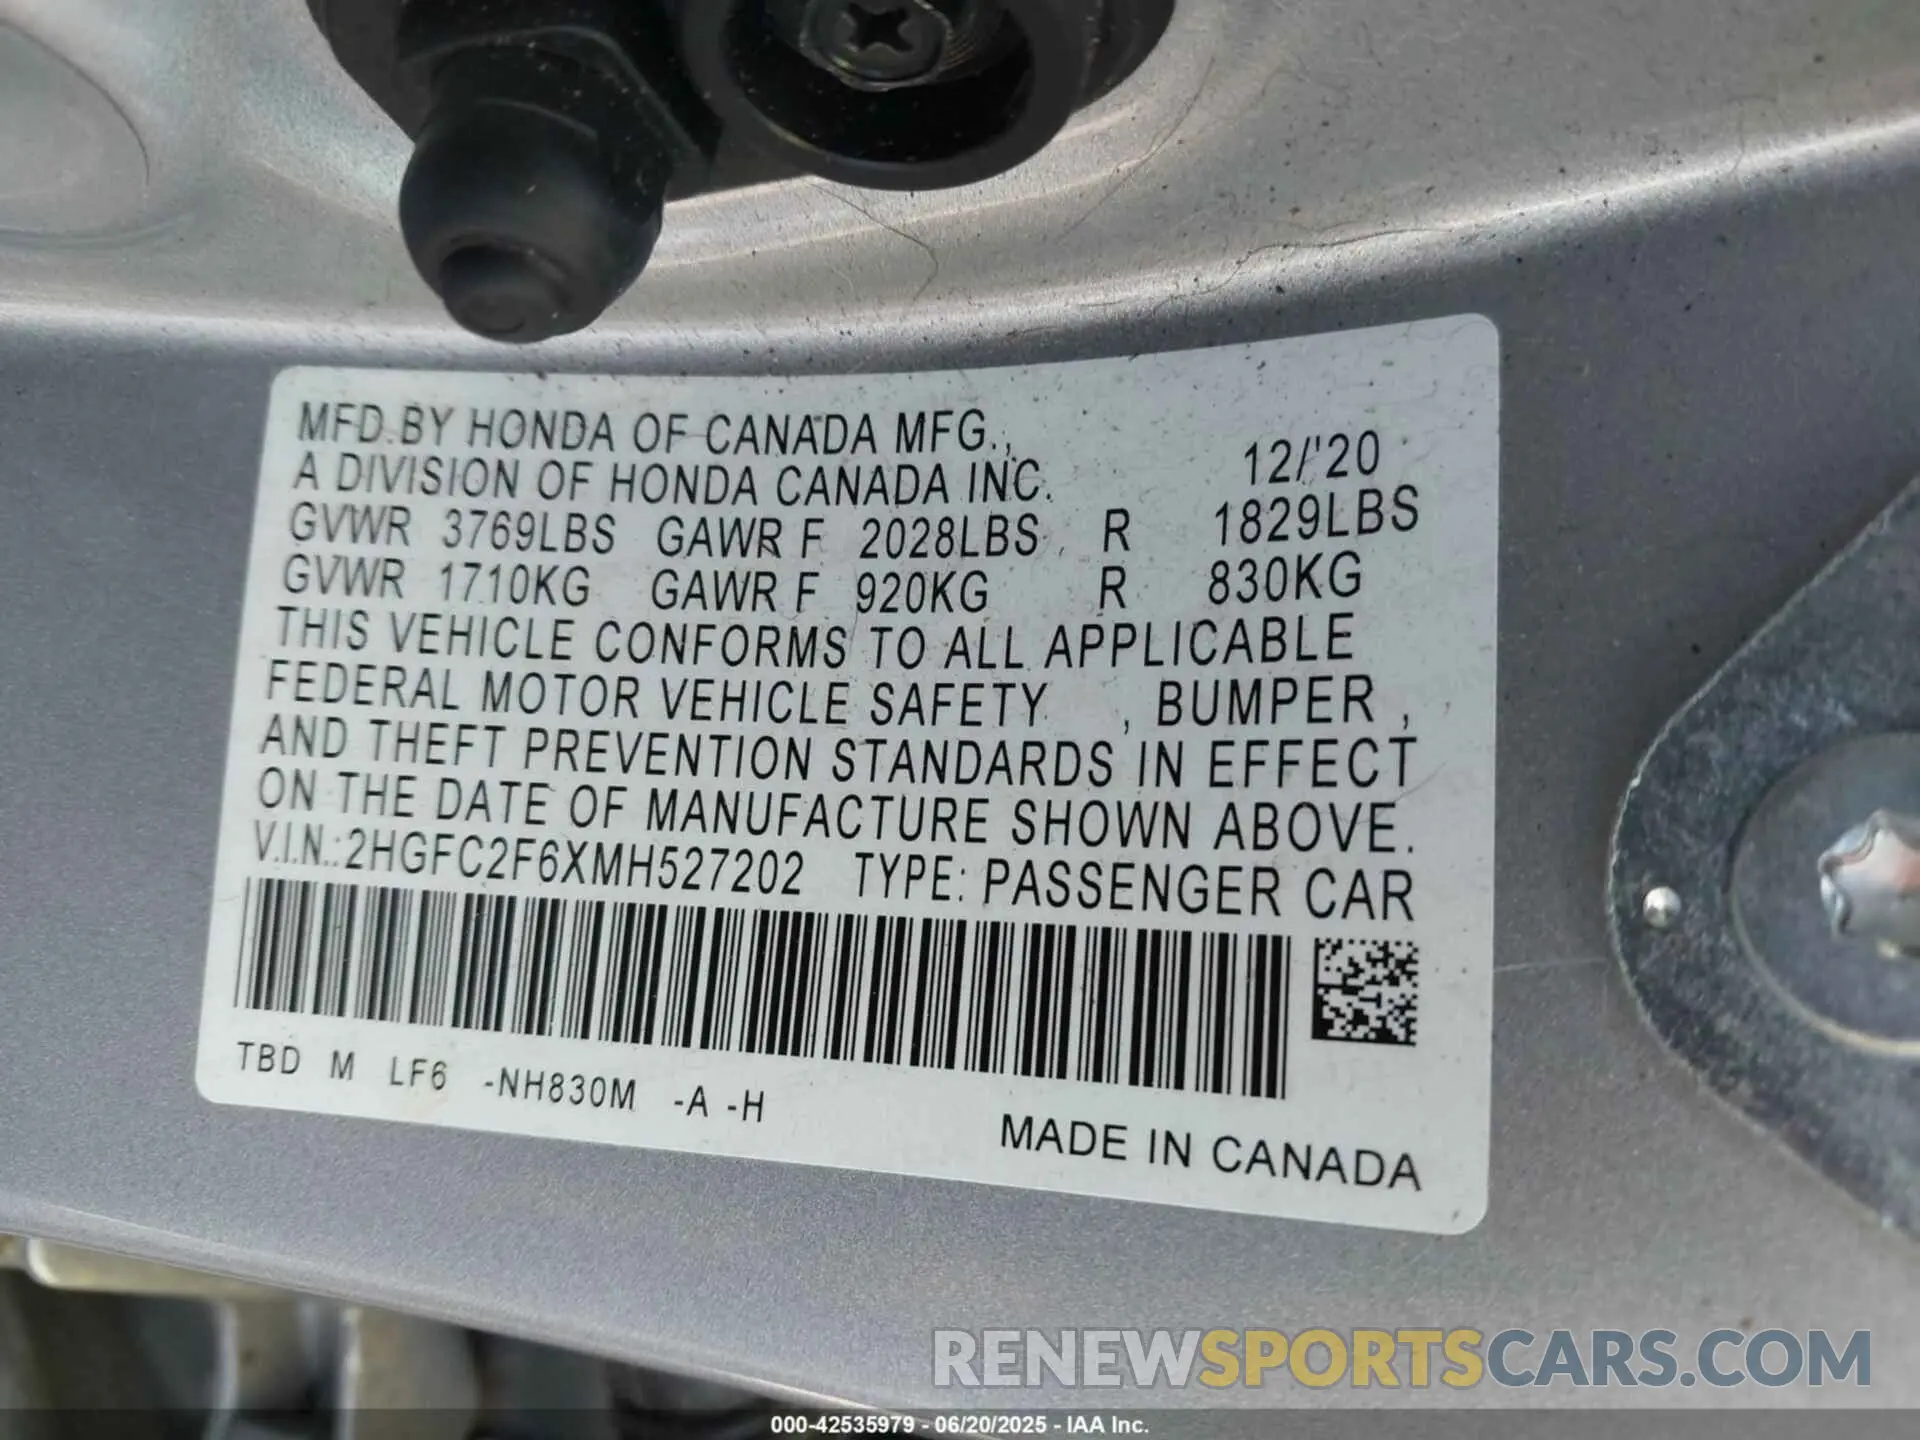 MFD.BY HONDA OF CANADA MFG.,
A DIVISION OF HONDA CANADA INC. 12/'20
GVWR 3769LBS GAWR F 2028LBS R 1829LBS
GVWR 1710KG GAWR F 920KG R 830KG
THIS VEHICLE CONFORMS TO ALL APPLICABLE
FEDERAL MOTOR VEHICLE SAFETY , BUMPER ,
AND THEFT PREVENTION STANDARDS IN EFFECT
ON THE DATE OF MANUFACTURE SHOWN ABOVE.
V.I.N.:2HGFC2F6XMH527202 TYPE: PASSENGER CAR
TBD M LF6 -NH830M -A -H
MADE IN CANADA
RENEWSPORTSCARS.COM
000-42535979 - 06/20/2025 - IAA Inc.